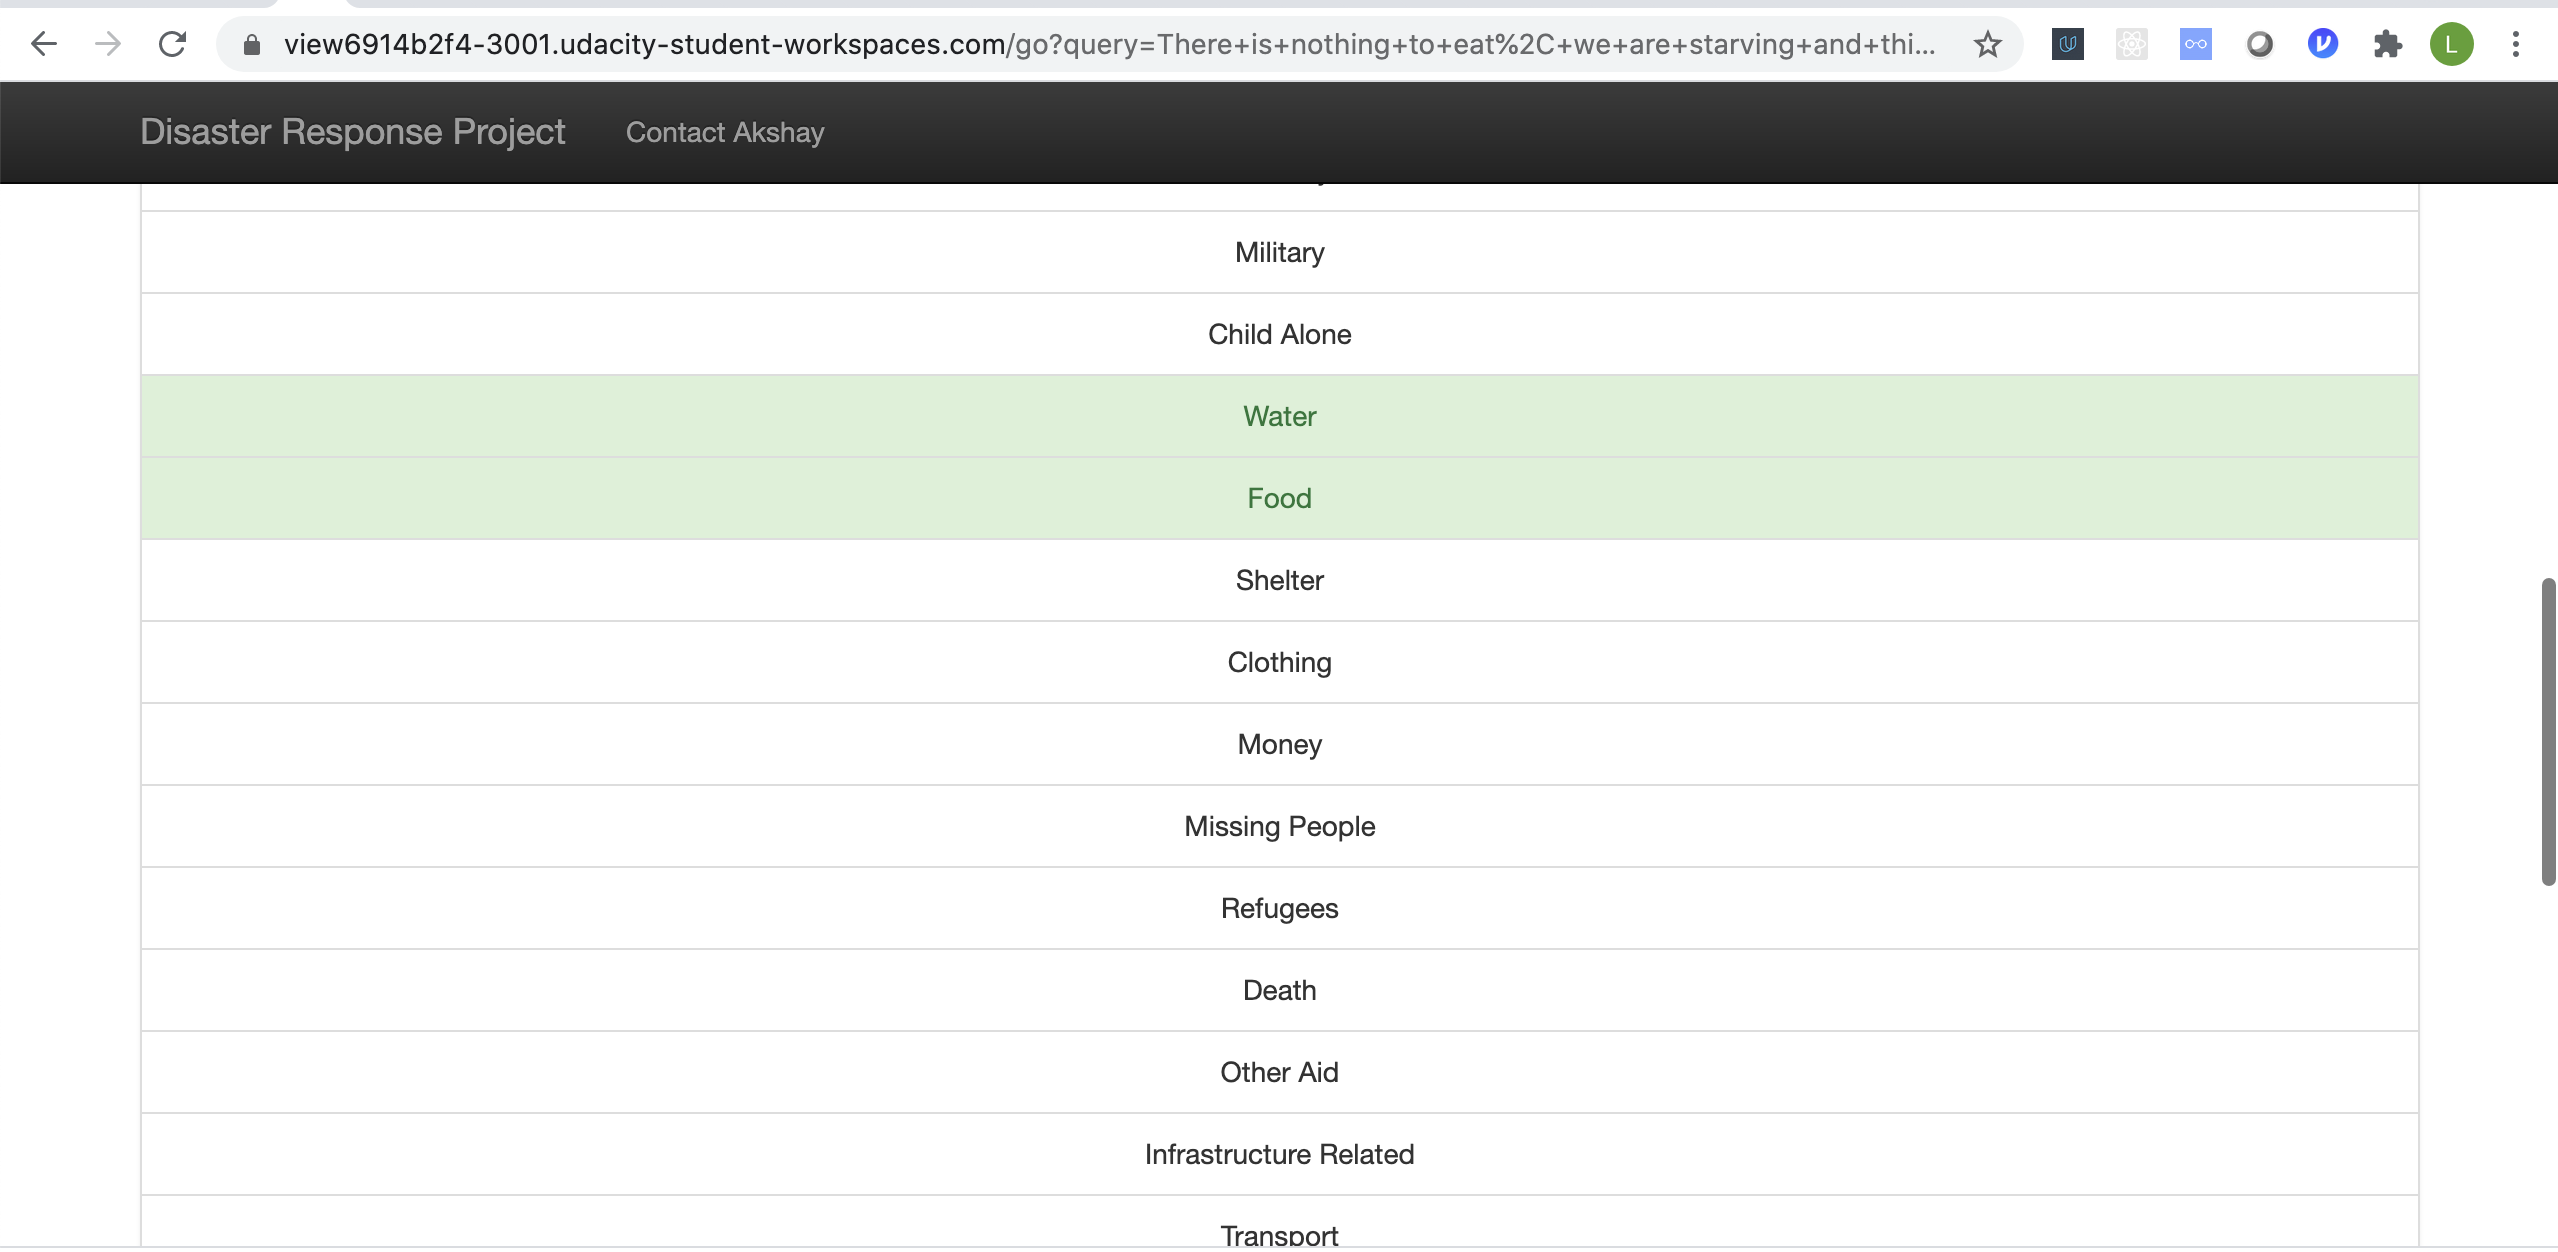 view6914b2f4-3001.udacity-student-workspaces.com/go?query=There+is+nothing+to+eat%2C+we+are+starving+and+thi...
L
Disaster Response Project Contact Akshay
Military
Child Alone
Water
Food
Shelter
Clothing
Money
Missing People
Refugees
Death
Other Aid
Infrastructure Related
Transport